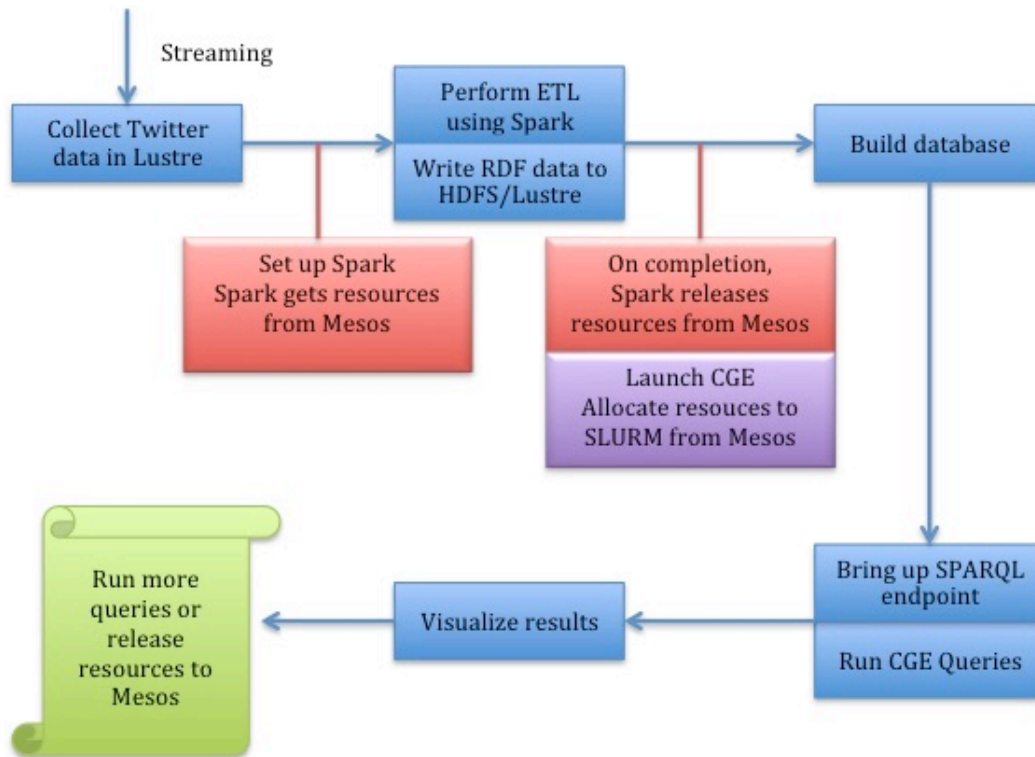 Streaming
Collect Twitter
data in Lustre
Perform ETL
using Spark
Write RDF data to
HDFS/Lustre
Build database
Set up Spark
Spark gets resources
from Mesos
On completion,
Spark releases
resources from Mesos
Launch CGE
Allocate resouces to
SLURM from Mesos
Bring up SPARQL
endpoint
Run CGE Queries
Visualize results
Run more
queries or
release
resources to
Mesos